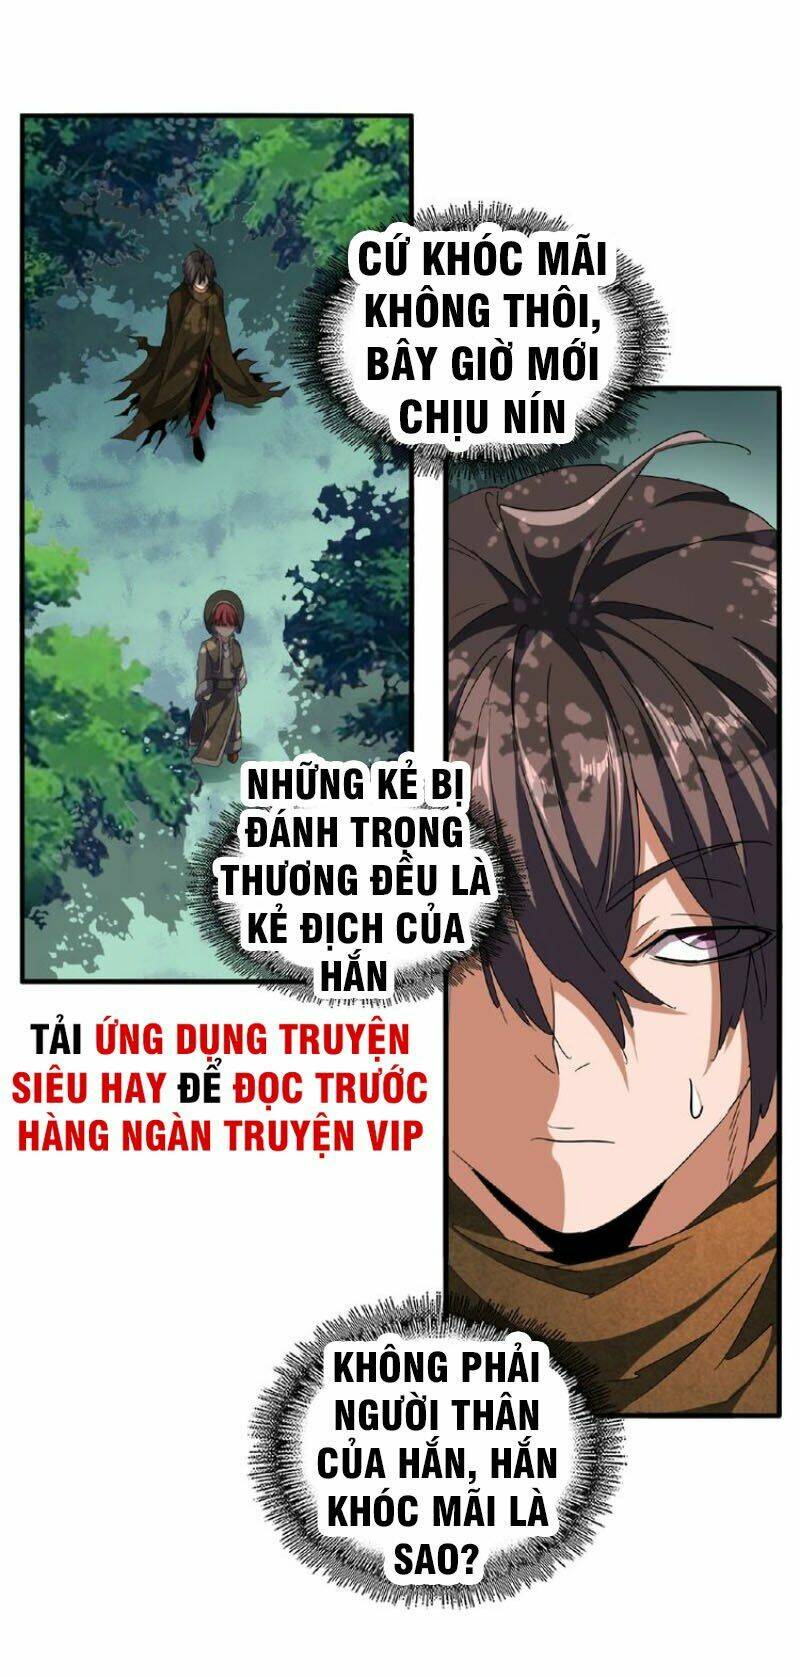 CỨ KHÓC MÃI
KHÔNG THÔI,
BÂY GIỜ MỚI
CHỊU NÍN
NHỮNG KẺ BỊ
ĐÁNH TRỌNG
THƯƠNG ĐỀU LÀ
KẺ ĐỊCH CỦA
HẮN
TẢI ỨNG DỤNG TRUYỆN
SIÊU HAY ĐỂ ĐỌC TRƯỚC
HÀNG NGÀN TRUYỆN VIP
KHÔNG PHẢI
NGƯỜI THÂN
CỦA HẮN, HẮN
KHÓC MÃI LÀ
SAO?